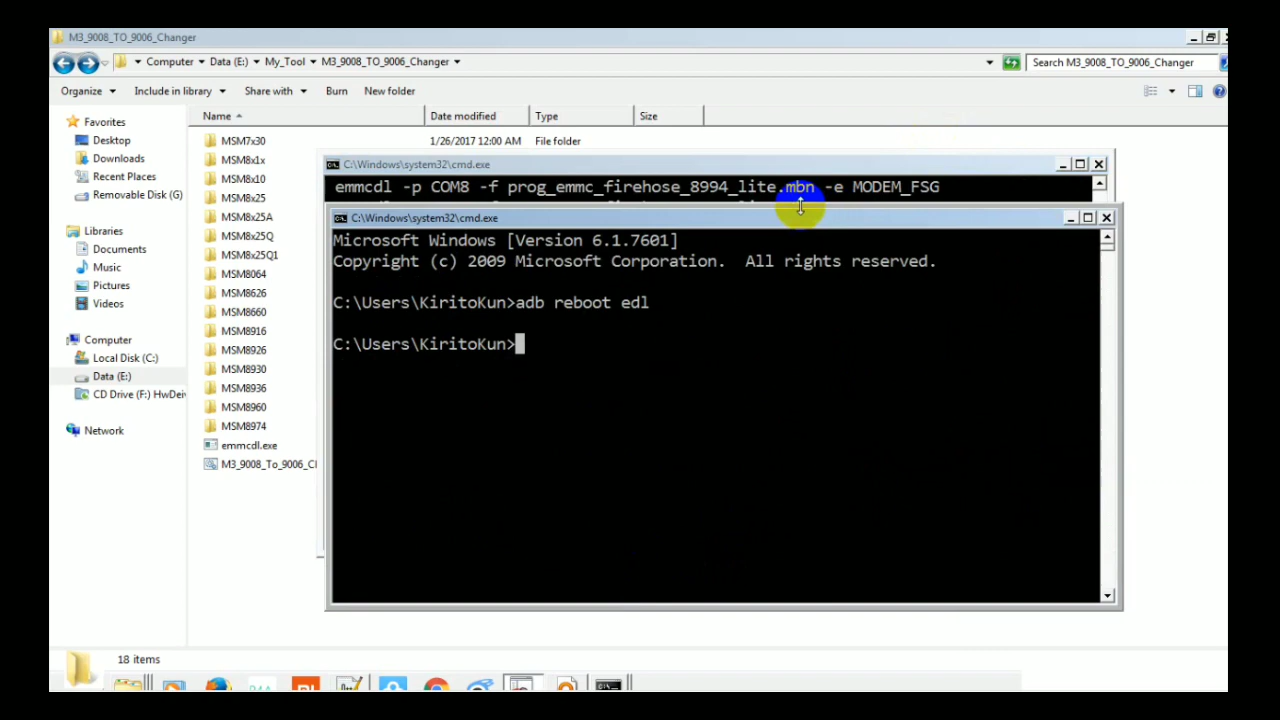 M3_9008_TO_9006_Changer
Computer Data (E:) My_Tool M3_9008_TO_9006_Changer
Search M3_9008_TO_9006_Changer
Organize Include in library Share with Burn New folder
Name Date modified Type Size
Favorites
Desktop
Downloads
Recent Places
Removable Disk (G)
Libraries
Documents
Music
Pictures
Videos
Computer
Local Disk (C:)
Data (E:)
CD Drive (F:) HwDei
Network
MSM7x30 1/26/2017 12:00 AM File folder
MSM8x1x
MSM8x10
MSM8x25
MSM8x25A
MSM8x25Q
MSM8x25Q1
MSM8064
MSM8626
MSM8660
MSM8916
MSM8926
MSM8930
MSM8936
MSM8960
MSM8974
emmcdl.exe
M3_9008_To_9006_Cl
C:\Windows\system32\cmd.exe
emmcdl -p COM8 -f prog_emmc_firehose_8994_lite.mbn -e MODEM_FSG
C:\Windows\system32\cmd.exe
Microsoft Windows [Version 6.1.7601]
Copyright (c) 2009 Microsoft Corporation. All rights reserved.
C:\Users\KiritoKun>adb reboot edl
C:\Users\KiritoKun>
18 items